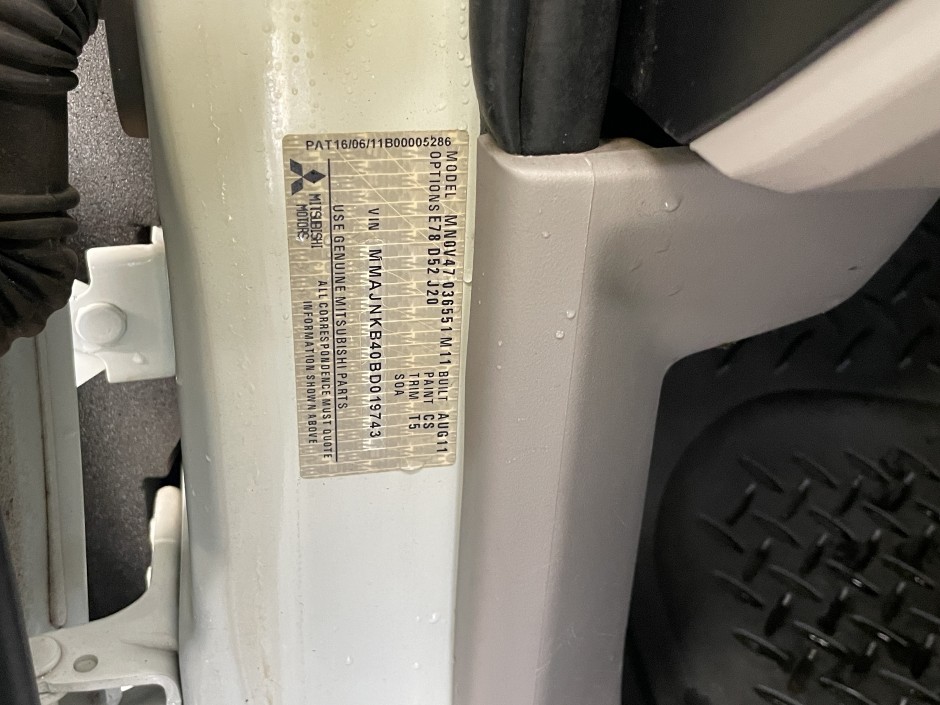 PAT16/06/11B00005286
MODEL MN0V47 036551 M11 BUILT AUG11
OPTIONS E78 D52 J20 PAINT CS
TRIM T5
SOA
VIN MMAJNKB40BD019743
MITSUBISHI
MOTORS
USE GENUINE MITSUBISHI PARTS
ALL CORRESPONDENCE MUST QUOTE
INFORMATION SHOWN ABOVE